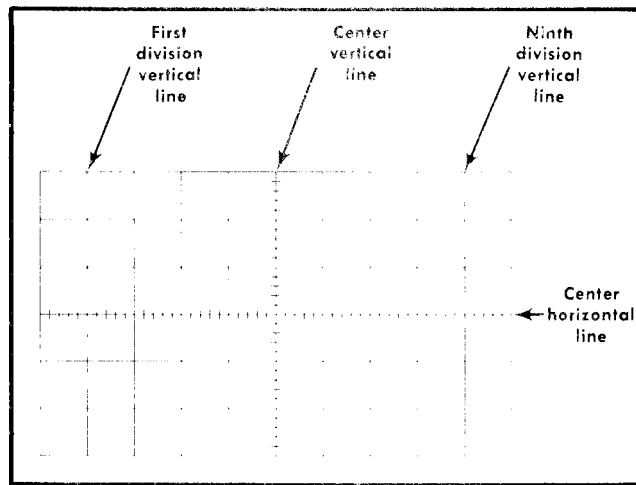 First
division
vertical
line
Center
vertical
line
Ninth
division
vertical
line
Center
horizontal
line